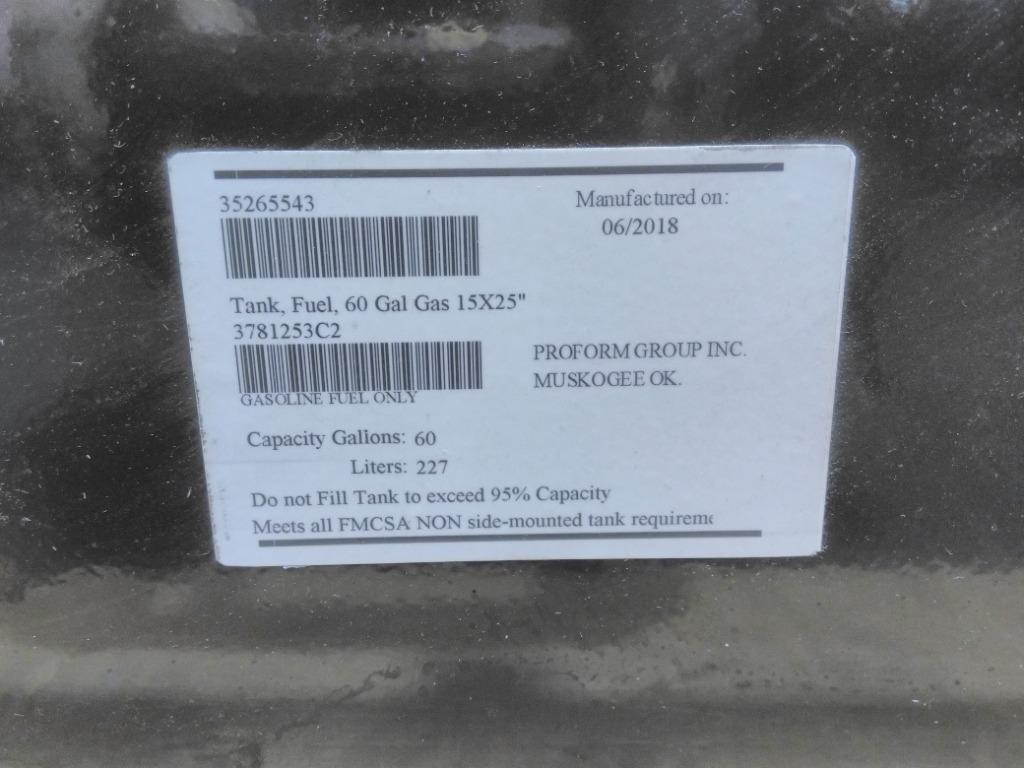 35265543
Manufactured on:
06/2018
Tank, Fuel, 60 Gal Gas 15X25"
3781253C2
PROFORM GROUP INC.
MUSKOGEE OK.
GASOLINE FUEL ONLY
Capacity Gallons: 60
Liters: 227
Do not Fill Tank to exceed 95% Capacity
Meets all FMCSA NON side-mounted tank requireme